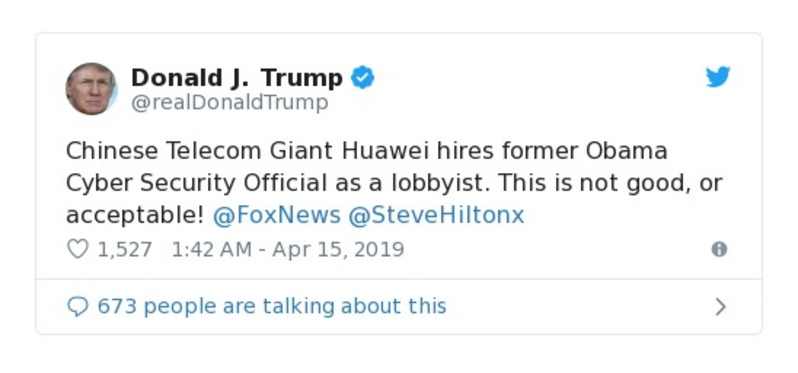 Donald J. Trump
@realDonaldTrump
Chinese Telecom Giant Huawei hires former Obama
Cyber Security Official as a lobbyist. This is not good, or
acceptable! @FoxNews @SteveHiltonx
1,527 1:42 AM - Apr 15, 2019
673 people are talking about this